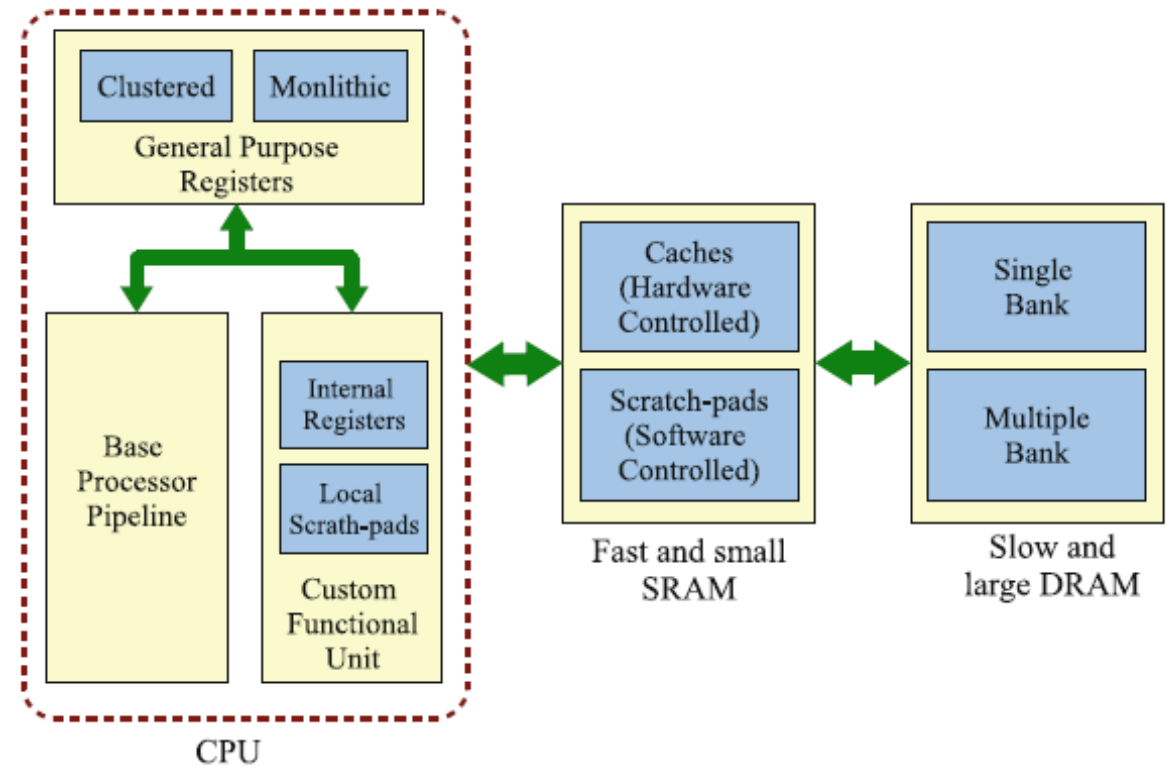 Clustered
Monlithic
General Purpose
Registers
Base
Processor
Pipeline
Internal
Registers
Local
Scrath-pads
Custom
Functional
Unit
CPU
Caches
(Hardware
Controlled)
Scratch-pads
(Software
Controlled)
Fast and small
SRAM
Single
Bank
Multiple
Bank
Slow and
large DRAM